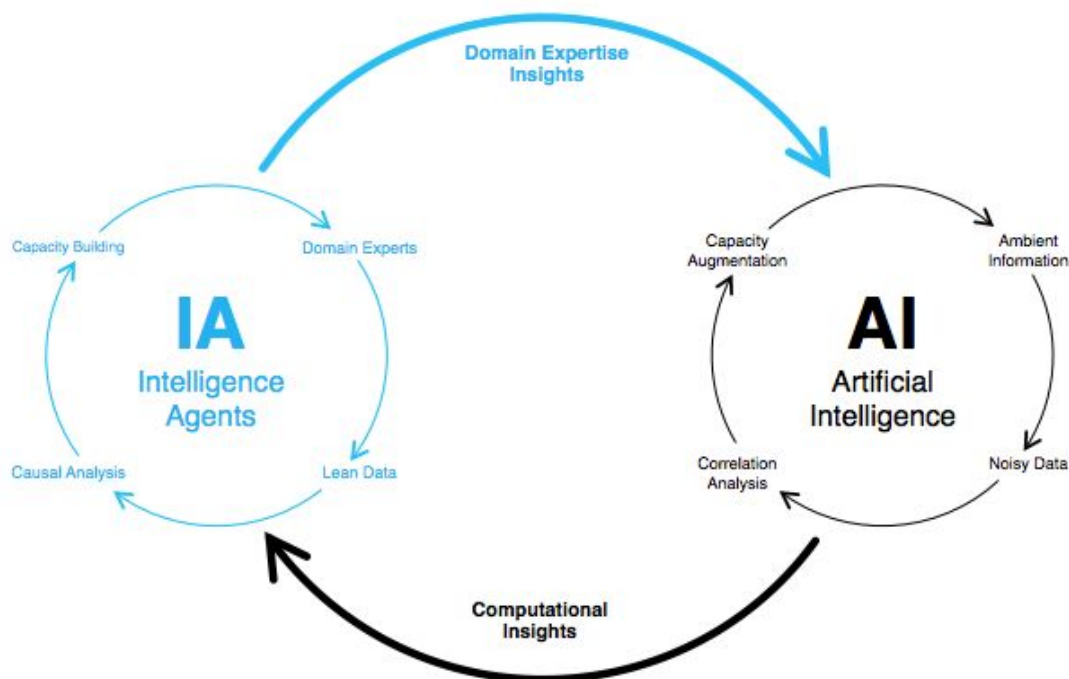 Domain Expertise
Insights
Capacity Building
Domain Experts
IA
Intelligence
Agents
Causal Analysis
Lean Data
Capacity
Augmentation
Ambient
Information
AI
Artificial
Intelligence
Correlation
Analysis
Noisy Data
Computational
Insights